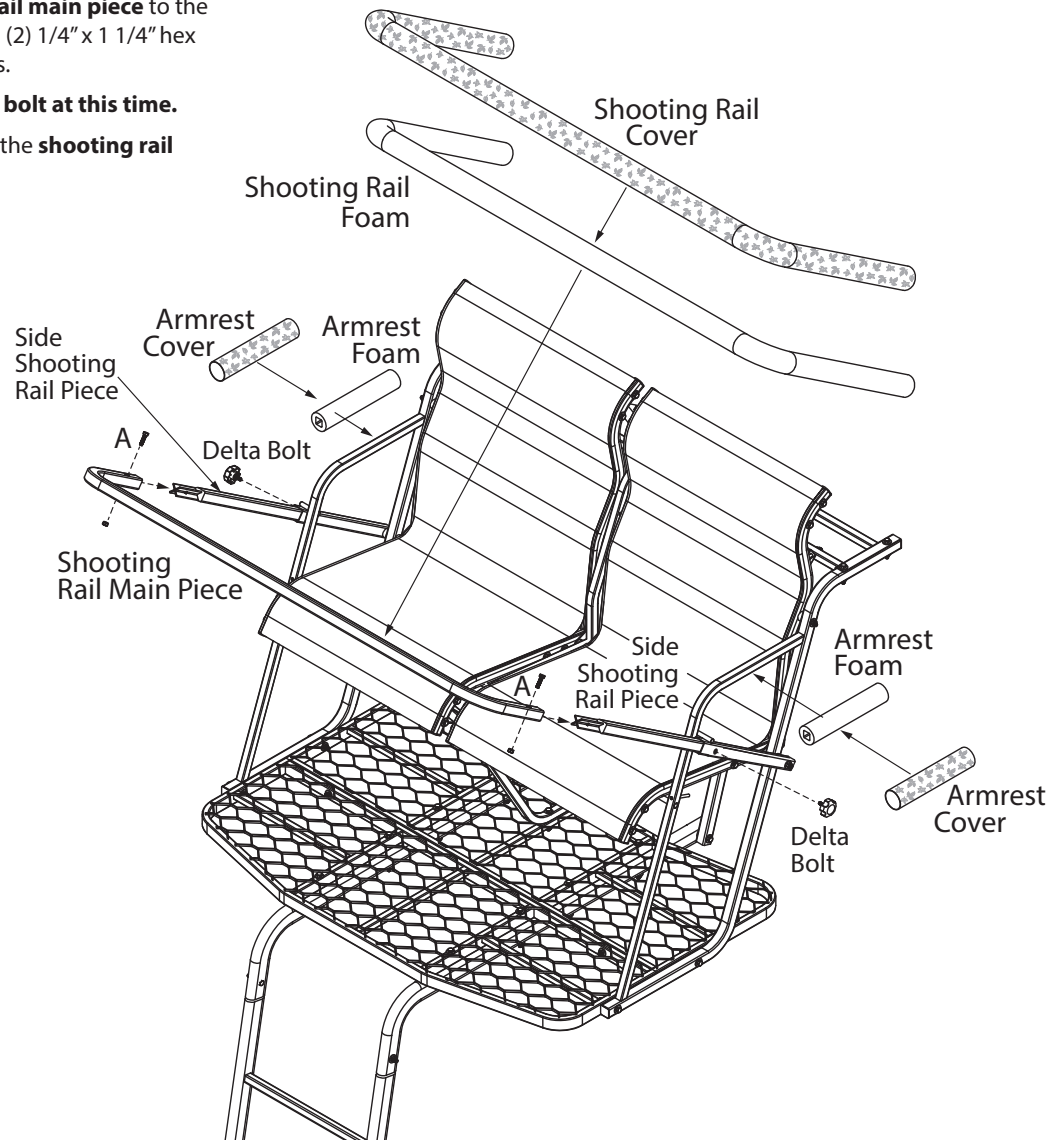 ail main piece to the
(2) 1/4" x 1 1/4" hex
s.
bolt at this time.
the shooting rail
Shooting Rail
Cover
Shooting Rail
Foam
Armrest
Cover
Armrest
Foam
Side
Shooting
Rail Piece
A
Delta Bolt
Shooting
Rail Main Piece
Side
Shooting
Rail Piece
A
Armrest
Foam
Armrest
Cover
Delta
Bolt